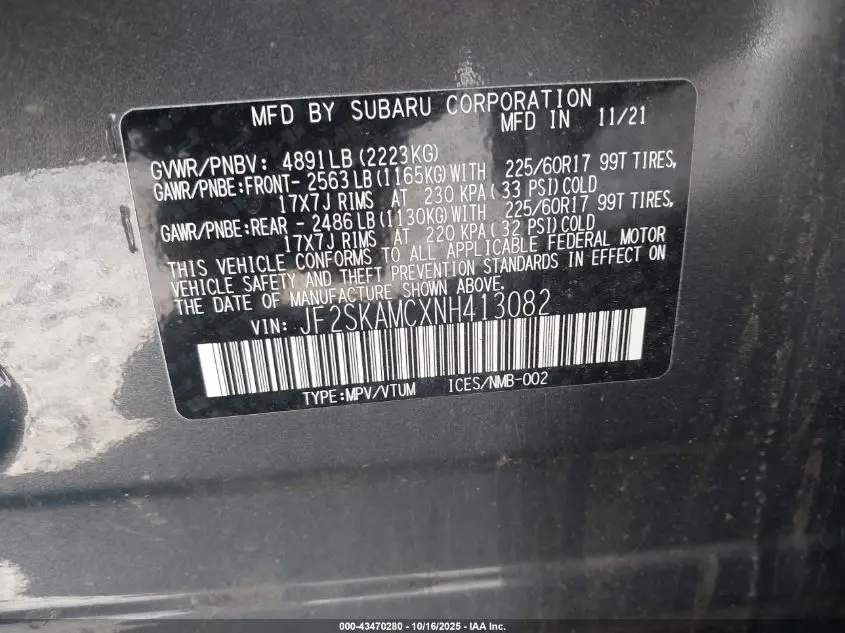 MFD BY SUBARU CORPORATION
MFD IN 11/21
GVWR/PNBV: 4891LB (2223KG)
GAWR/PNBE:FRONT- 2563LB (1165KG)WITH 225/60R17 99T TIRES,
17X7J RIMS AT 230 KPA (33 PSI)COLD
GAWR/PNBE:REAR - 2486LB (1130KG)WITH 225/60R17 99T TIRES,
17X7J RIMS AT 220 KPA (32 PSI)COLD
THIS VEHICLE CONFORMS TO ALL APPLICABLE FEDERAL MOTOR
VEHICLE SAFETY AND THEFT PREVENTION STANDARDS IN EFFECT ON
THE DATE OF MANUFACTURE SHOWN ABOVE.
VIN: JF2SKAMCXNH413082
TYPE:MPV/VTUM ICES/NMB-002
000-43470280 - 10/16/2025 - IAA Inc.